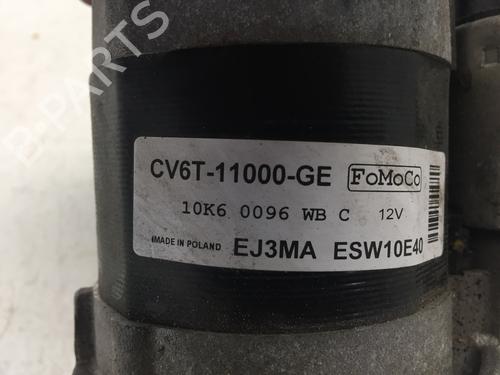 CV6T-11000-GE FoMoCo
10K6 0096 WB C 12V
MADE IN POLAND EJ3MA ESW10E40
B-PARTS